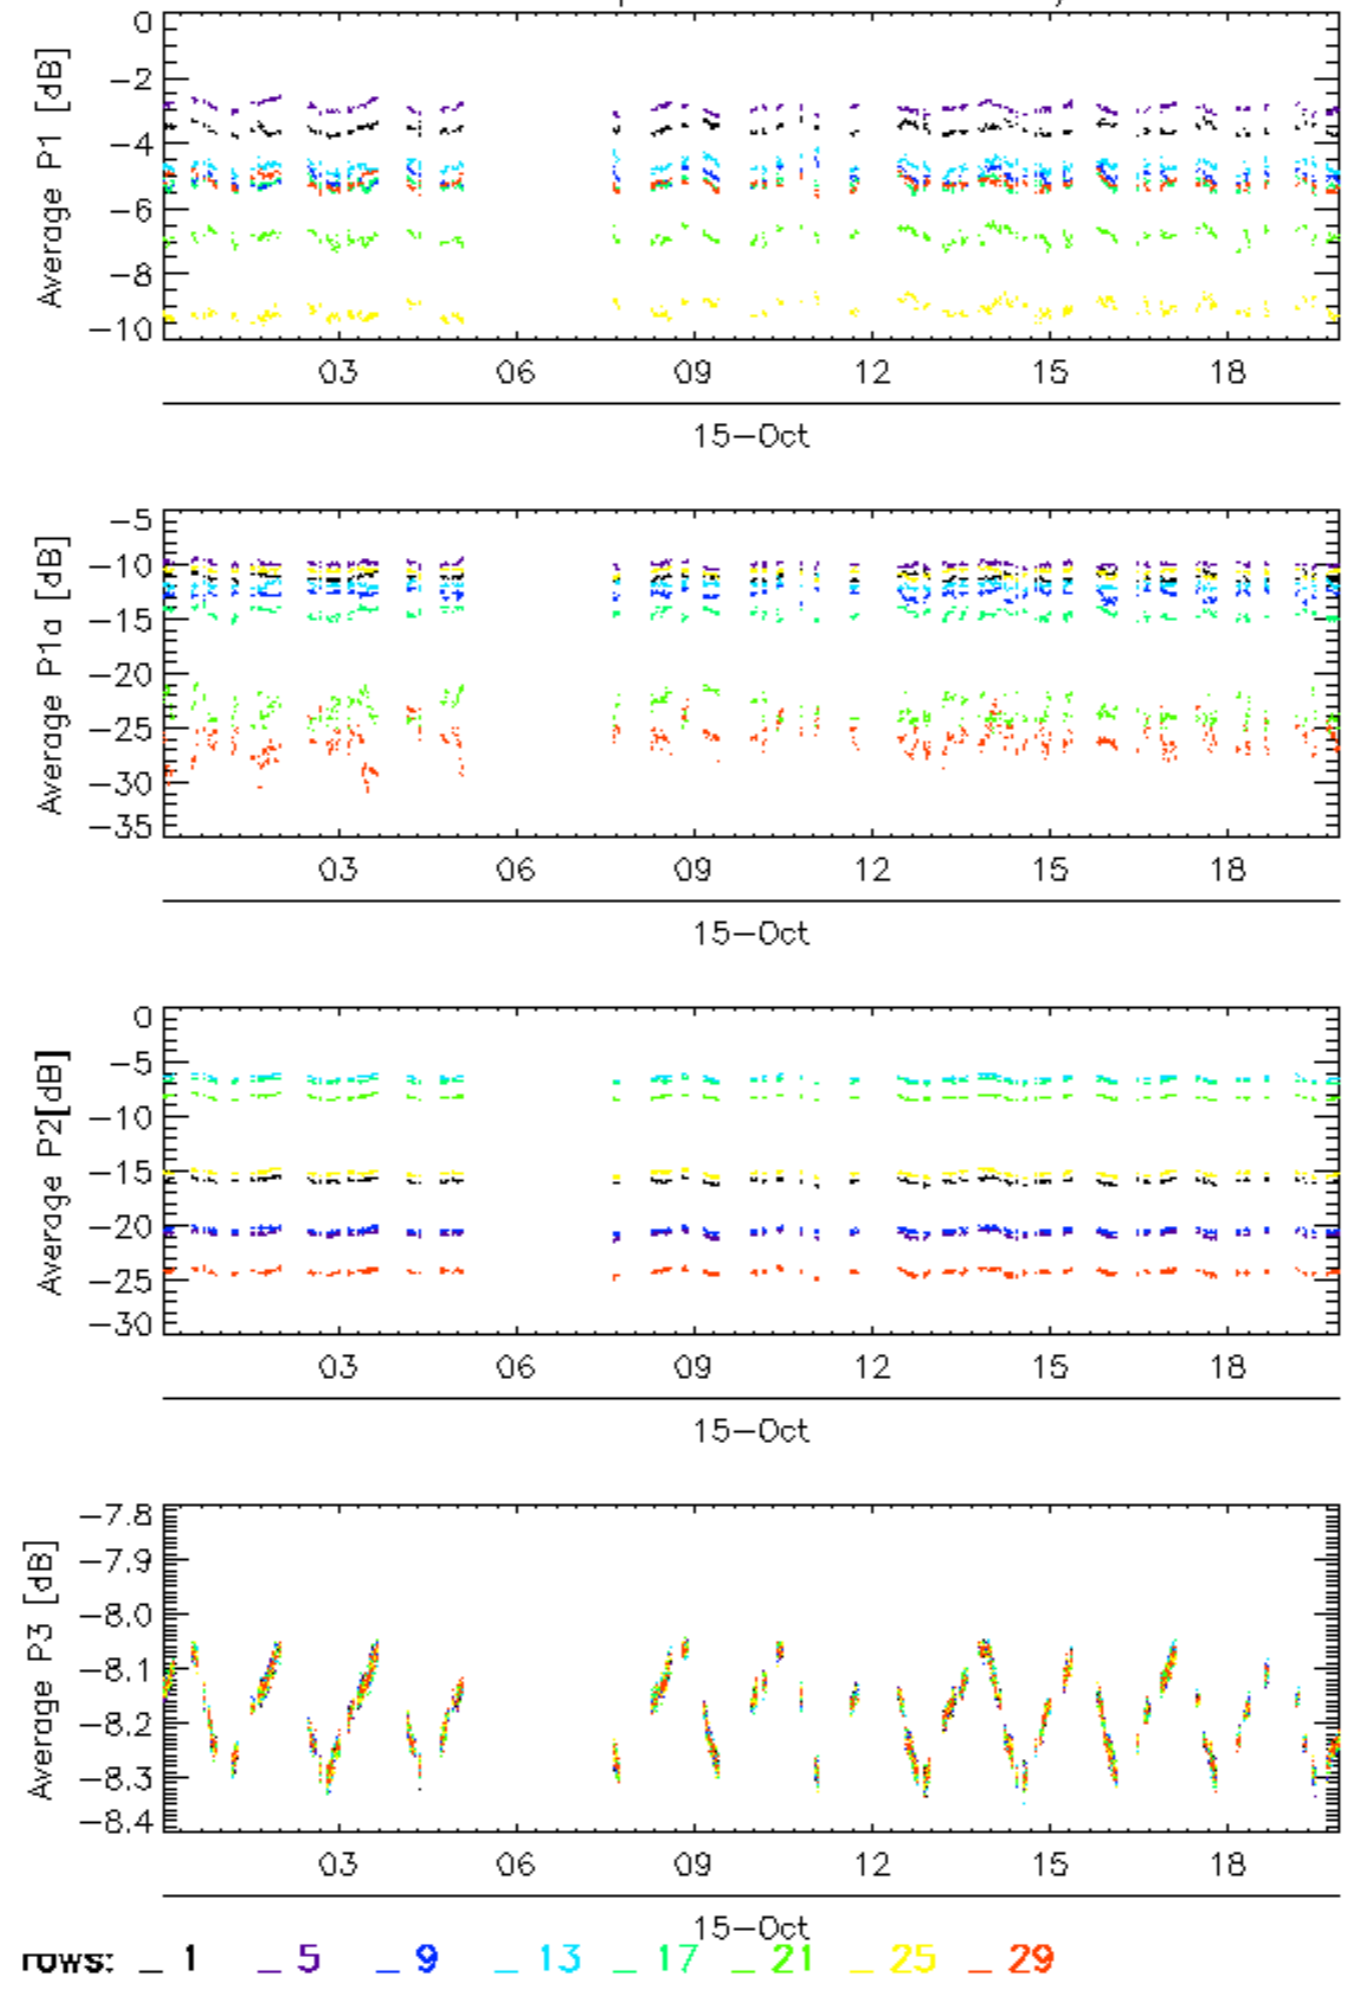 0
−2
−4
−6
−8
−10
Average P1 [dB]
03 06 09 12 15 18
15−Oct
−5
−10
−15
−20
−25
−30
−35
Average P1a [dB]
03 06 09 12 15 18
15−Oct
0
−5
−10
−15
−20
−25
−30
Average P2[dB]
03 06 09 12 15 18
15−Oct
−7.8
−7.9
−8.0
−8.1
−8.2
−8.3
−8.4
Average P3 [dB]
03 06 09 12 15 18
15−Oct
rows: _ 1 _ 5 _ 9 _ 13 _ 17 _ 21 _ 25 _ 29